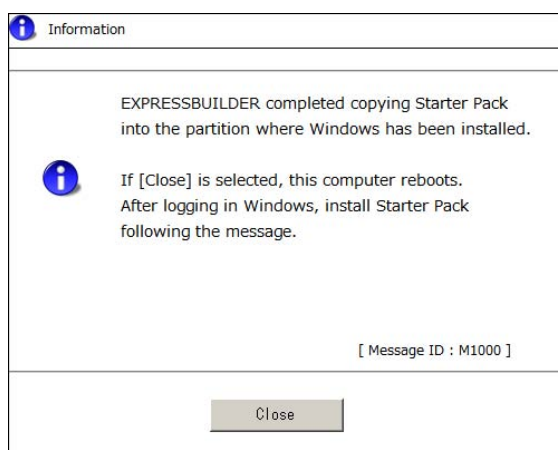 Information
EXPRESSBUILDER completed copying Starter Pack
into the partition where Windows has been installed.
If [Close] is selected, this computer reboots.
After logging in Windows, install Starter Pack
following the message.
[ Message ID : M1000 ]
Close